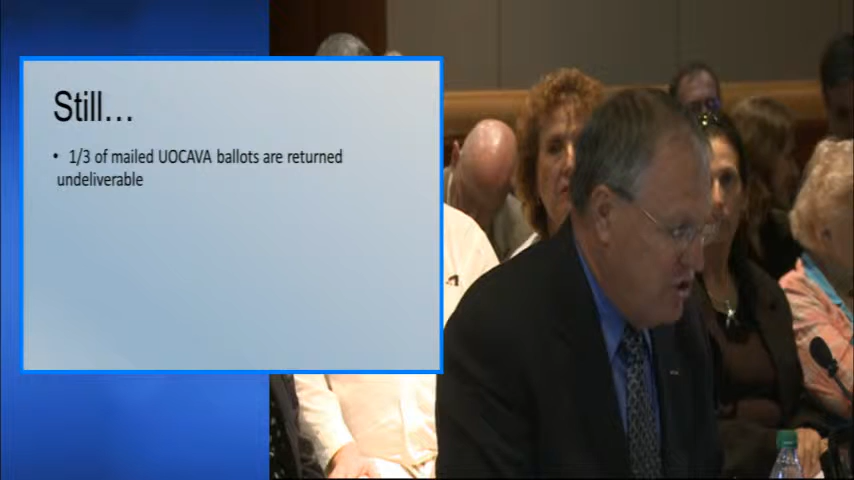 Still...
• 1/3 of mailed UOCAVA ballots are returned
undeliverable